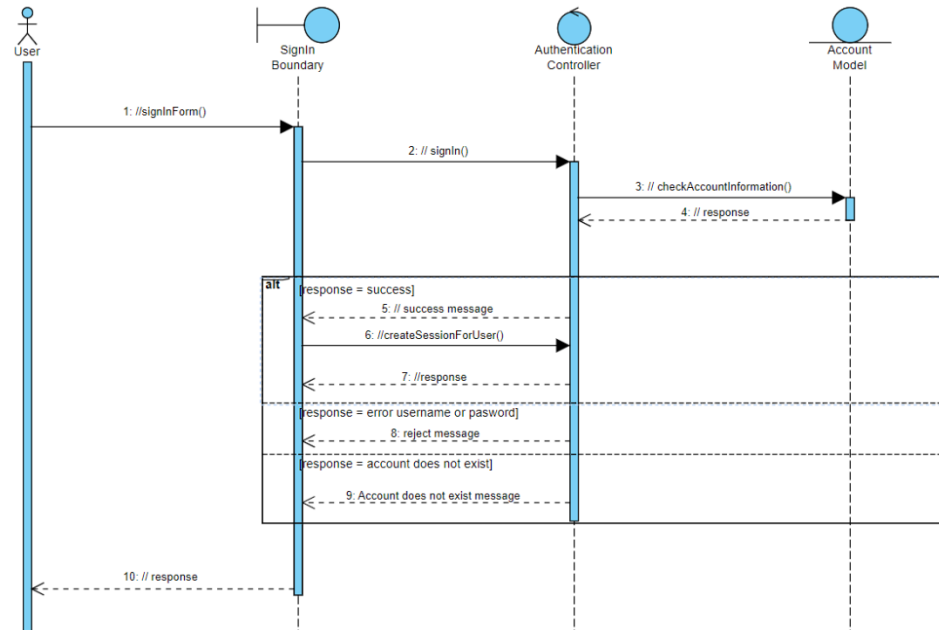 User
SignIn
Boundary
Authentication
Controller
Account
Model
1: //signInForm()
2: // signIn()
3: // checkAccountInformation()
4: // response
alt
[response = success]
5: // success message
6: //createSessionForUser()
7: //response
[response = error username or pasword]
8: reject message
[response = account does not exist]
9: Account does not exist message
10: // response